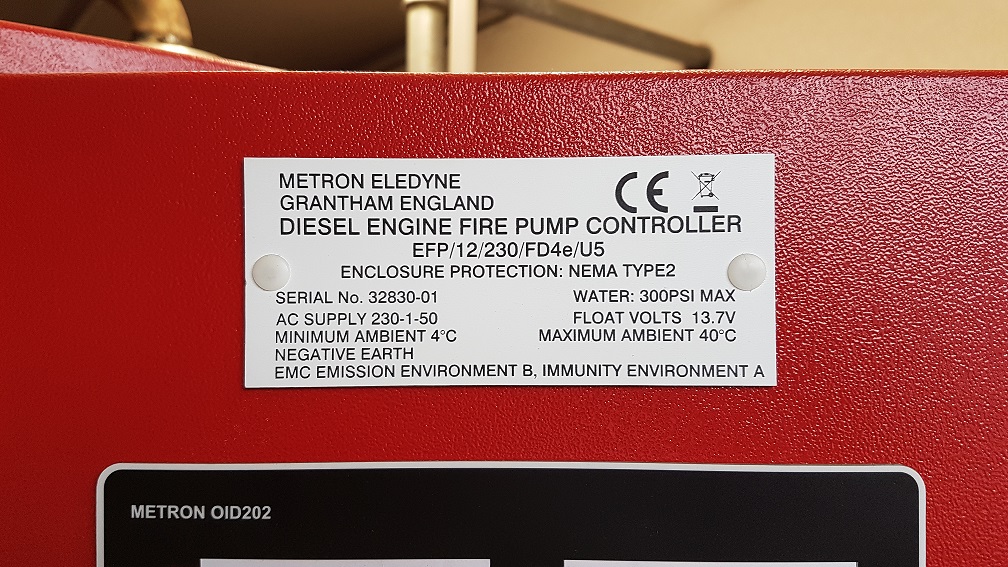 METRON ELEDYNE
GRANTHAM ENGLAND
CE
DIESEL ENGINE FIRE PUMP CONTROLLER
EFP/12/230/FD4e/U5
ENCLOSURE PROTECTION: NEMA TYPE2
SERIAL No. 32830-01 WATER: 300PSI MAX
AC SUPPLY 230-1-50 FLOAT VOLTS 13.7V
MINIMUM AMBIENT 4°C MAXIMUM AMBIENT 40°C
NEGATIVE EARTH
EMC EMISSION ENVIRONMENT B, IMMUNITY ENVIRONMENT A
METRON OID202